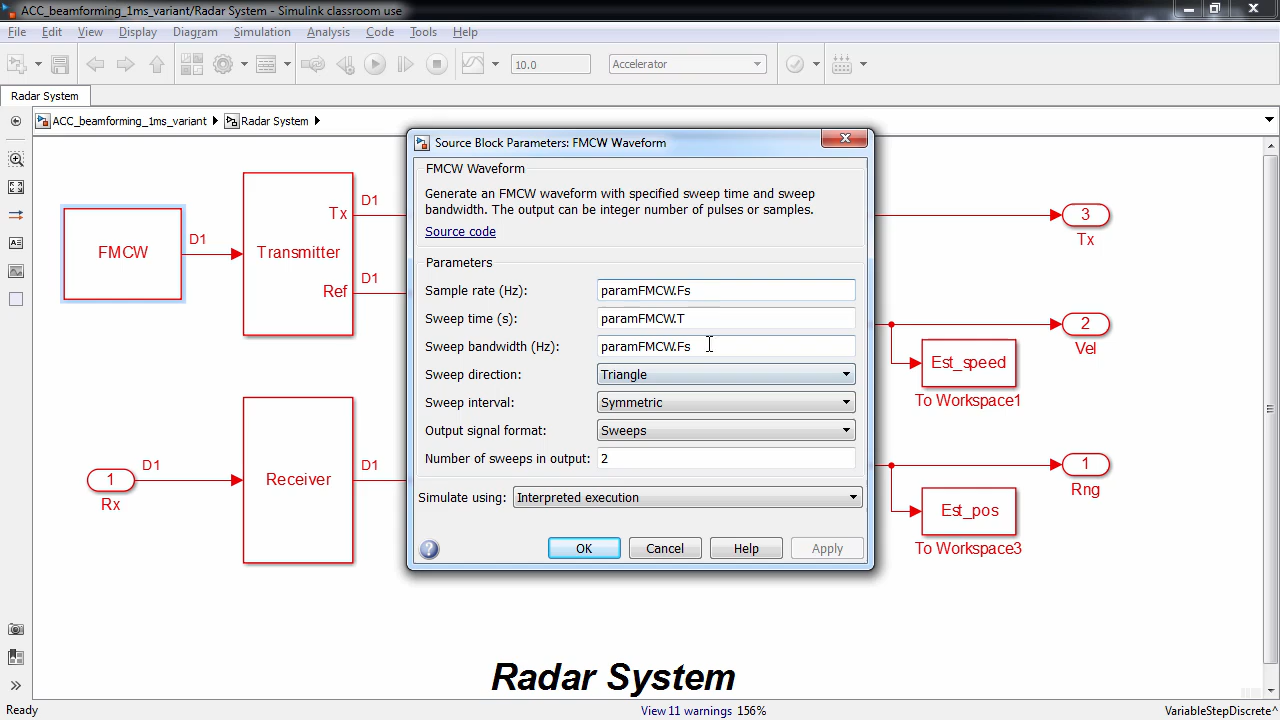 ACC_beamforming_1ms_variant/Radar System - Simulink classroom use
File Edit View Display Diagram Simulation Analysis Code Tools Help
10.0 Accelerator
Radar System
ACC_beamforming_1ms_variant Radar System
Source Block Parameters: FMCW Waveform
FMCW Waveform
Generate an FMCW waveform with specified sweep time and sweep
bandwidth. The output can be integer number of pulses or samples.
Source code
Parameters
Sample rate (Hz): paramFMCW.Fs
Sweep time (s): paramFMCW.T
Sweep bandwidth (Hz): paramFMCW.Fs
Sweep direction: Triangle
Sweep interval: Symmetric
Output signal format: Sweeps
Number of sweeps in output: 2
Simulate using: Interpreted execution
OK Cancel Help Apply
FMCW
D1
Tx
Transmitter
Ref
D1
D1
1
Rx
D1
Receiver
D1
3
Tx
2
Vel
Est_speed
To Workspace1
1
Rng
Est_pos
To Workspace3
Radar System
Ready View 11 warnings 156% VariableStepDiscrete^